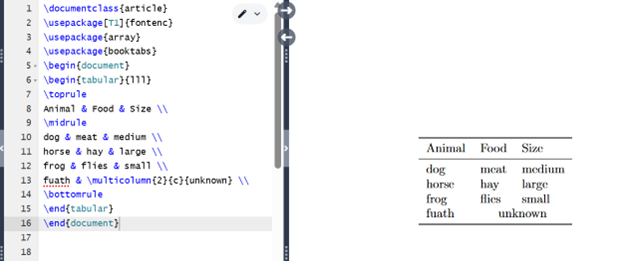 1 \documentclass{article}
2 \usepackage[T1]{fontenc}
3 \usepackage{array}
4 \usepackage{booktabs}
5 \begin{document}
6 \begin{tabular}{lll}
7 \toprule
8 Animal & Food & Size \\
9 \midrule
10 dog & meat & medium \\
11 horse & hay & large \\
12 frog & flies & small \\
13 fuath & \multicolumn{2}{c}{unknown} \\
14 \bottomrule
15 \end{tabular}
16 \end{document}
17
18
Animal Food Size
dog meat medium
horse hay large
frog flies small
fuath unknown